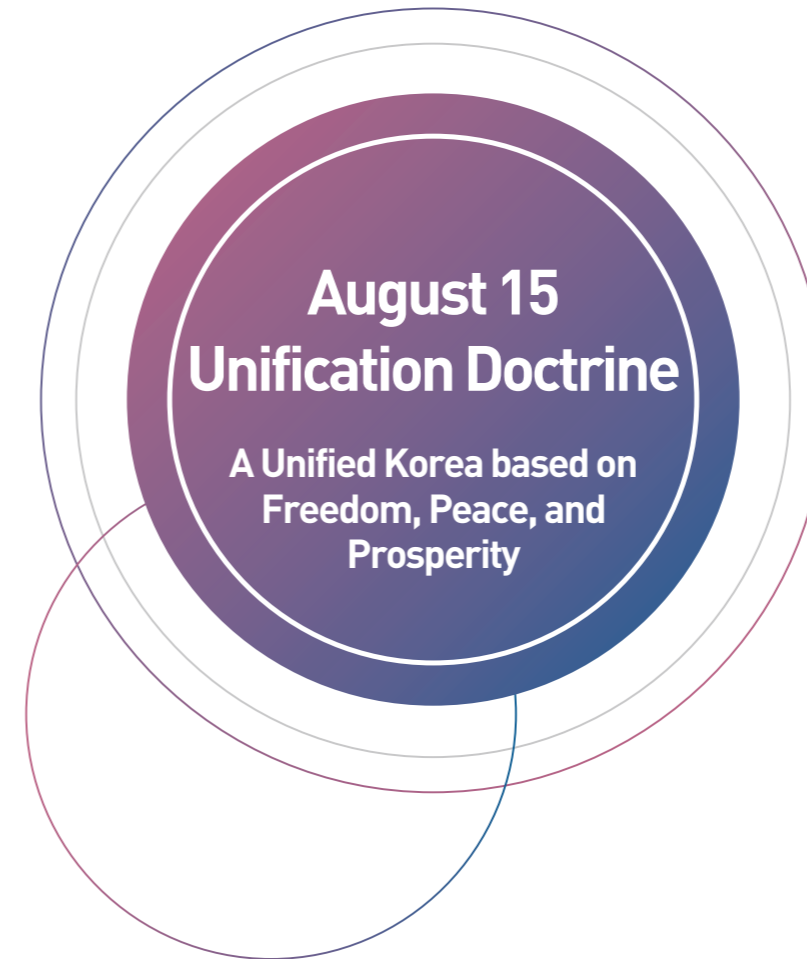 August 15
Unification Doctrine
A Unified Korea based on
Freedom, Peace, and
Prosperity